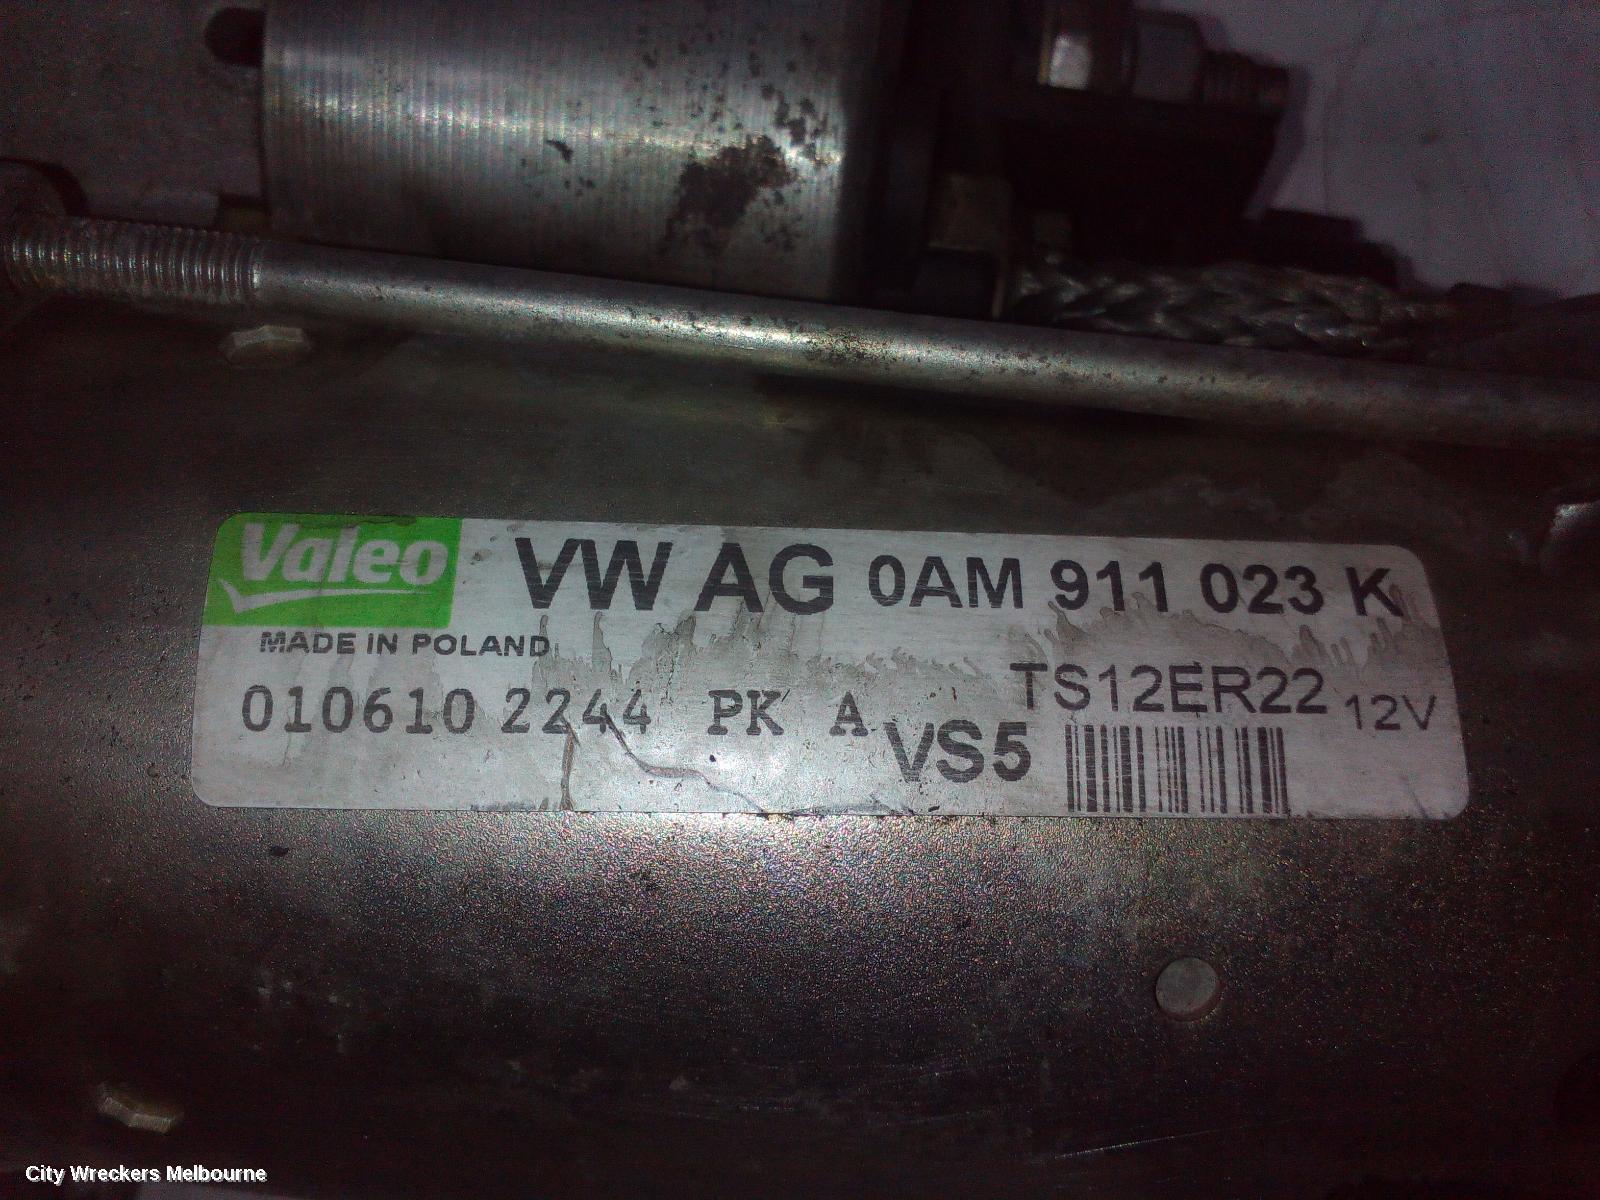 Valeo VW AG 0AM 911 023 K
MADE IN POLAND
TS12ER22 12V
010610 2244 PK A
VS5
City Wreckers Melbourne